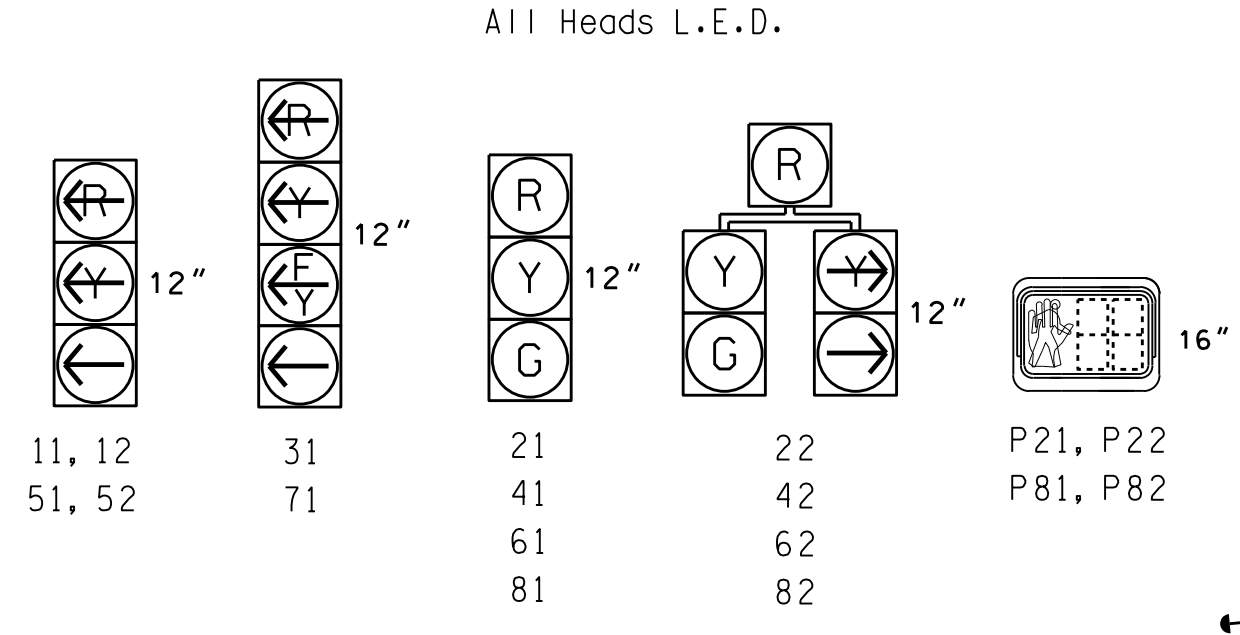 All Heads L.E.D.
R
Y
12"
11, 12
51, 52
R
Y
F
Y
12"
31
71
R
Y
G
12"
21
41
61
81
R
Y
Y
G
12"
22
42
62
82
16"
P21, P22
P81, P82